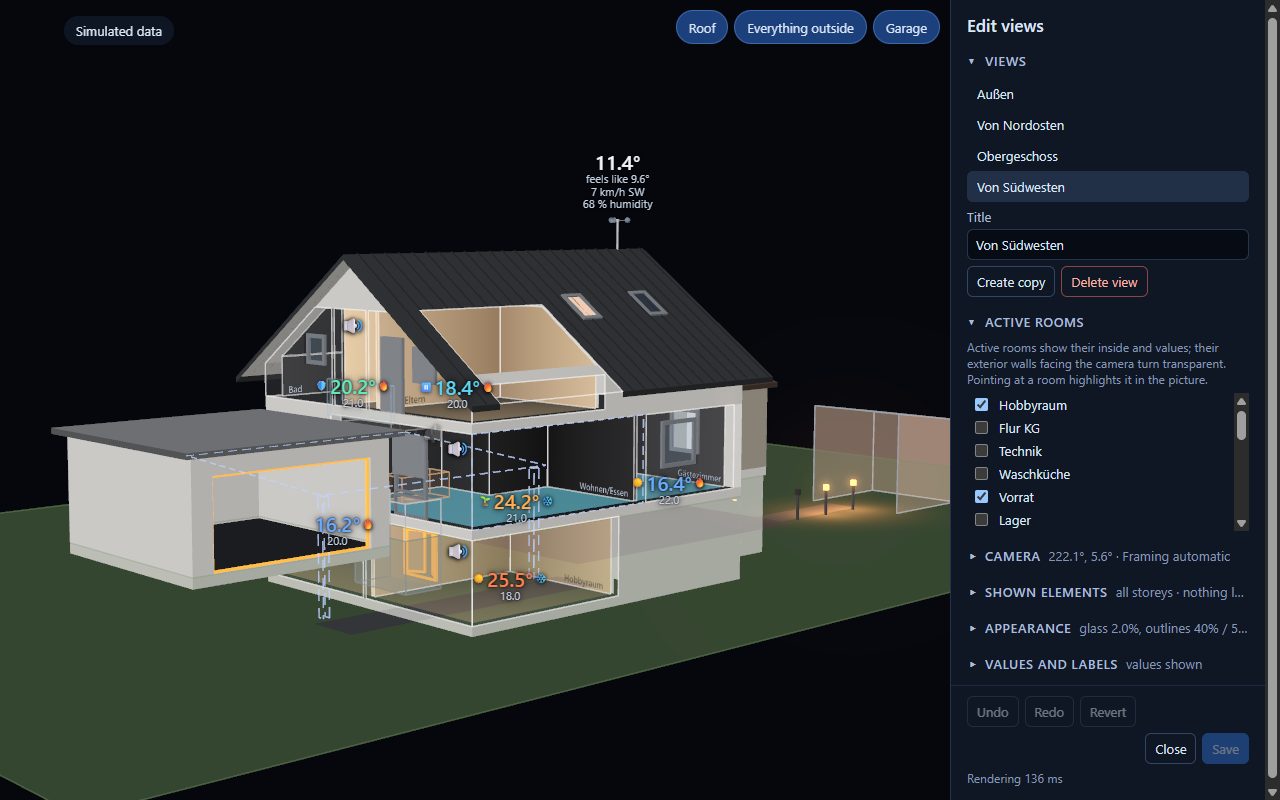 Simulated data
Roof
Everything outside
Garage
11.4°
feels like 9.6°
7 km/h SW
68 % humidity
Bad
20.2°
21.0
Eltern
18.4°
20.0
Wohnen/Essen
24.2°
21.0
Gästezimmer
16.4°
22.0
16.2°
20.0
Hobbyraum
25.5°
18.0
Edit views
VIEWS
Außen
Von Nordosten
Obergeschoss
Von Südwesten
Title
Von Südwesten
Create copy
Delete view
ACTIVE ROOMS
Active rooms show their inside and values; their
exterior walls facing the camera turn transparent.
Pointing at a room highlights it in the picture.
Hobbyraum
Flur KG
Technik
Waschküche
Vorrat
Lager
CAMERA 222.1°, 5.6° · Framing automatic
SHOWN ELEMENTS all storeys · nothing l...
APPEARANCE glass 2.0%, outlines 40% / 5...
VALUES AND LABELS values shown
Undo
Redo
Revert
Close
Save
Rendering 136 ms